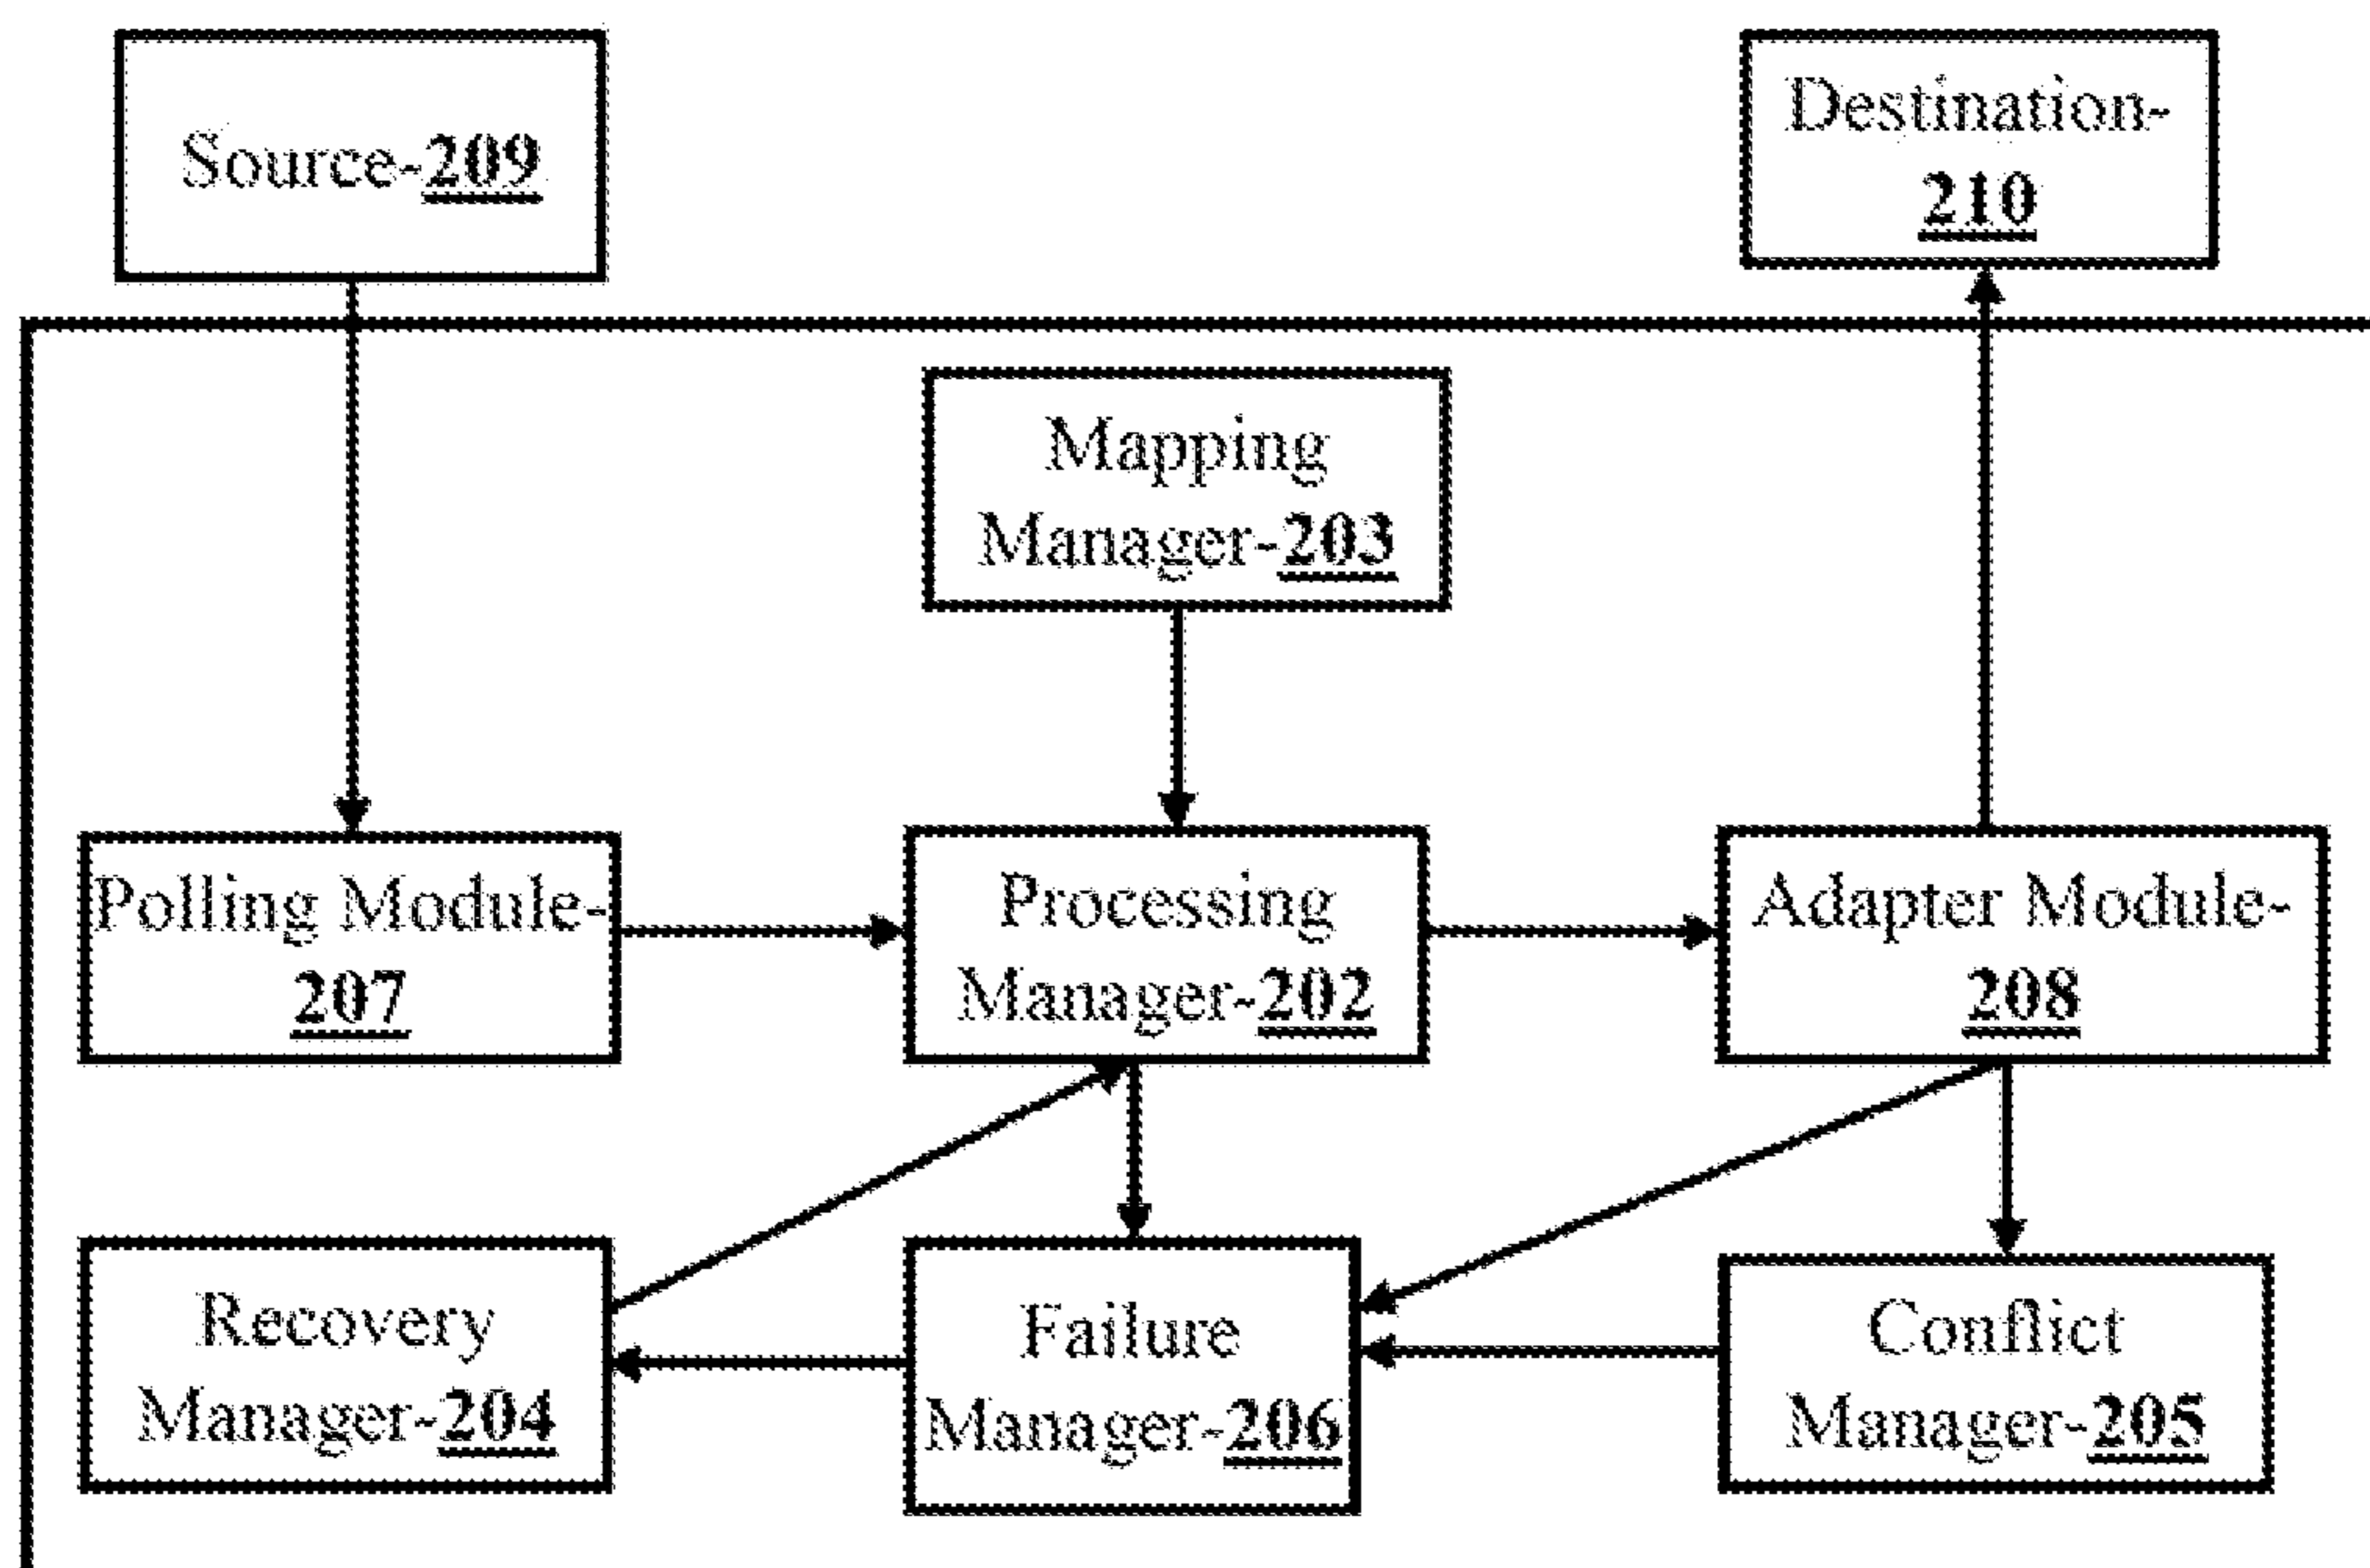 Source-209
Destination-
210
Mapping
Manager-203
Polling Module-
207
Processing
Manager-202
Adapter Module-
208
Recovery
Manager-204
Failure
Manager-206
Conflict
Manager-205